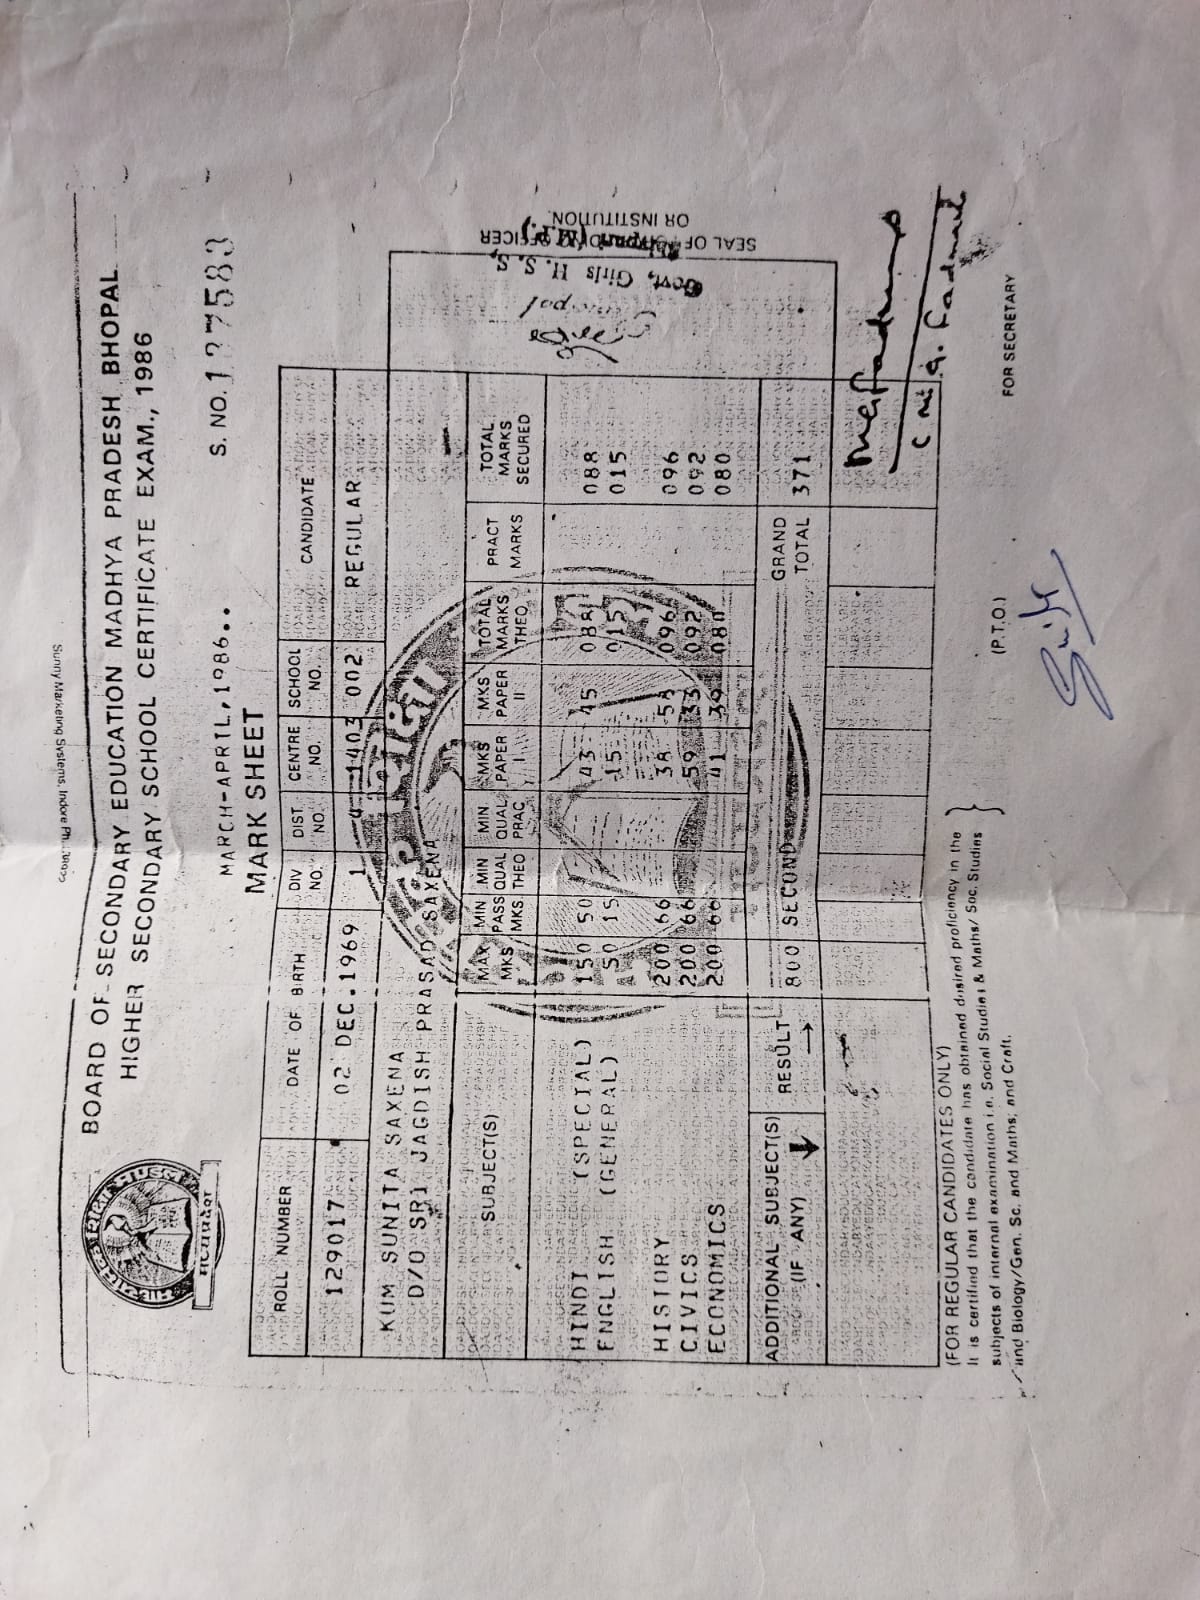 Sunny Marketing Systems, Indore Ph.
BOARD OF SECONDARY EDUCATION MADHYA PRADESH, BHOPAL
HIGHER SECONDARY SCHOOL CERTIFICATE EXAM., 1986
मध्यप्रदेश
MARCH-APRIL,1986..
S. NO.
MARK SHEET
ROLL NUMBER DATE OF BIRTH DIV NO. DIST NO. CENTRE NO. SCHOOL NO. CANDIDATE
129017 02 DEC.1969 1 4 1403 002 REGULAR
KUM SUNITA SAXENA
D/O SRI JAGDISH PRASAD SAXENA
SUBJECT(S) MAX MKS MIN PASS MKS MIN QUAL THEO MIN QUAL PRAC MKS PAPER I MKS PAPER II TOTAL MARKS THEO PRACT MARKS TOTAL MARKS SECURED
HINDI (SPECIAL) 150 50 43 45 088 088
ENGLISH (GENERAL) 50 15 15 015 015
HISTORY 200 66 38 58 096 096
CIVICS 200 66 59 33 092 092
ECONOMICS 200 66 41 39 080 080
ADDITIONAL SUBJECT(S) (IF ANY) RESULT → 800 SECOND GRAND TOTAL 371
Govt. Girls H. S. S.
(M.P.)
SEAL OF OFFICER
OR INSTITUTION.
(FOR REGULAR CANDIDATES ONLY)
It is certified that the candidate has obtained desired proficiency in the
subjects of internal examination i.e. Social Studies & Maths/ Soc. Studies
and Biology/Gen. Sc. and Maths; and Craft.
(P.T.O.)
FOR SECRETARY